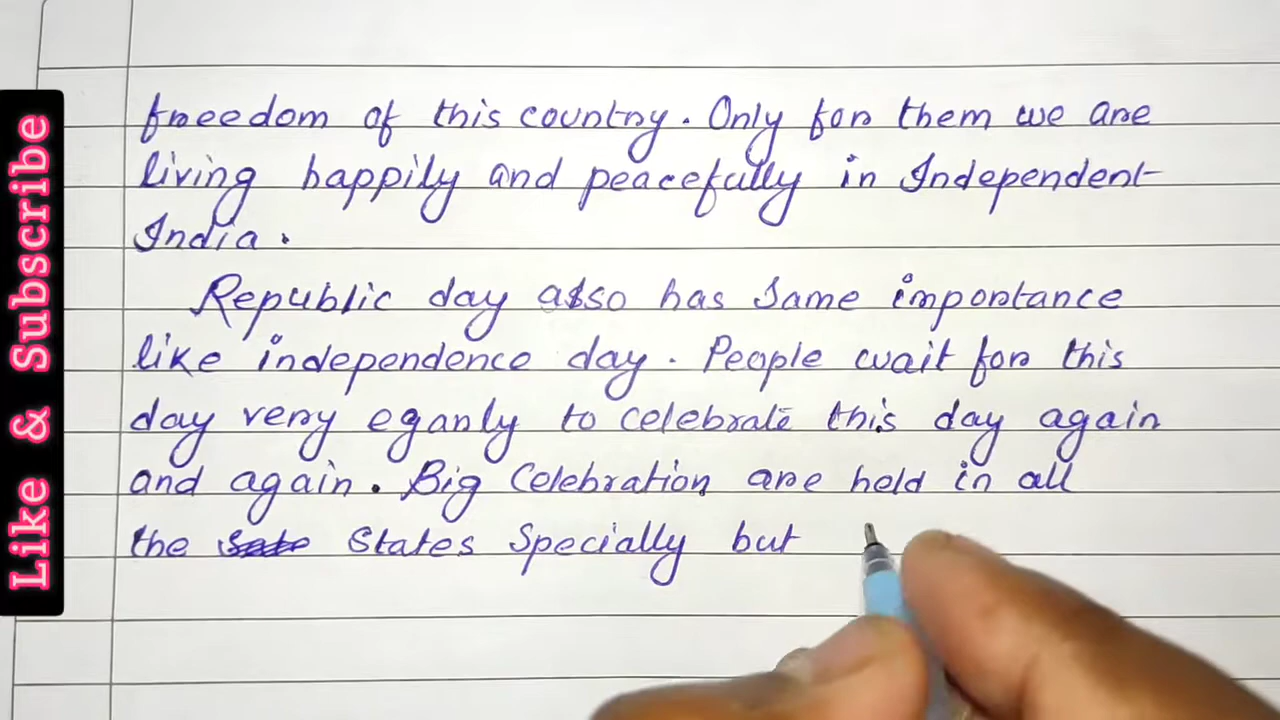 Like & Subscribe
freedom of this country. Only for them we are
living happily and peacefully in Independent
India.
Republic day also has same importance
like independence day. People wait for this
day very egarly to celebrate this day again
and again. Big Celebration are held in all
the States Specially but